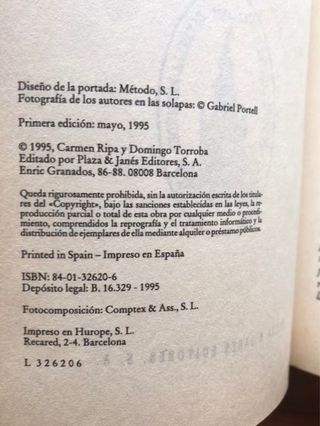 Diseño de la portada: Método, S. L.
Fotografía de los autores en las solapas: © Gabriel Portell
Primera edición: mayo, 1995
© 1995, Carmen Ripa y Domingo Torroba
Editado por Plaza & Janés Editores, S. A.
Enric Granados, 86-88. 08008 Barcelona
Queda rigurosamente prohibida, sin la autorización escrita de los titula-
res del «Copyright», bajo las sanciones establecidas en las leyes, la re-
producción parcial o total de esta obra por cualquier medio o procedi-
miento, comprendidos la reprografía y el tratamiento informático y la
distribución de ejemplares de ella mediante alquiler o préstamo públicos.
Printed in Spain – Impreso en España
ISBN: 84-01-32620-6
Depósito legal: B. 16.329 - 1995
Fotocomposición: Comptex & Ass., S. L.
Impreso en Hurope, S. L.
Recared, 2-4. Barcelona
L 326206